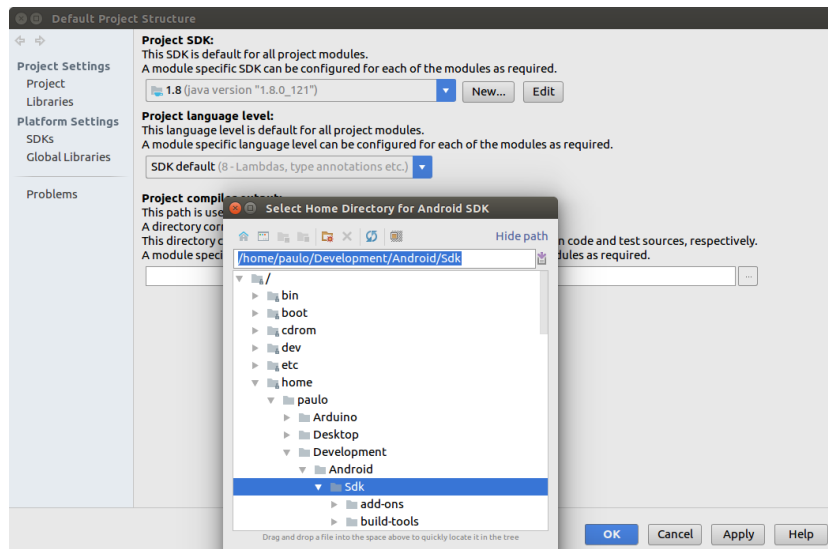 Default Project Structure
Project Settings
Project
Libraries
Platform Settings
SDKs
Global Libraries
Problems
Project SDK:
This SDK is default for all project modules.
A module specific SDK can be configured for each of the modules as required.
1.8 (java version "1.8.0_121")
New...
Edit
Project language level:
This language level is default for all project modules.
A module specific language level can be configured for each of the modules as required.
SDK default (8 - Lambdas, type annotations etc.)
Project
This path is use
A directory
This directory
n code and test sources, respectively.
A module
dules as required.
...
Select Home Directory for Android SDK
Hide path
/home/paulo/Development/Android/Sdk
/
bin
boot
cdrom
dev
etc
home
paulo
Arduino
Desktop
Development
Android
Sdk
add-ons
build-tools
Drag and drop a file into the space above to quickly locate it in the tree
OK
Cancel
Apply
Help